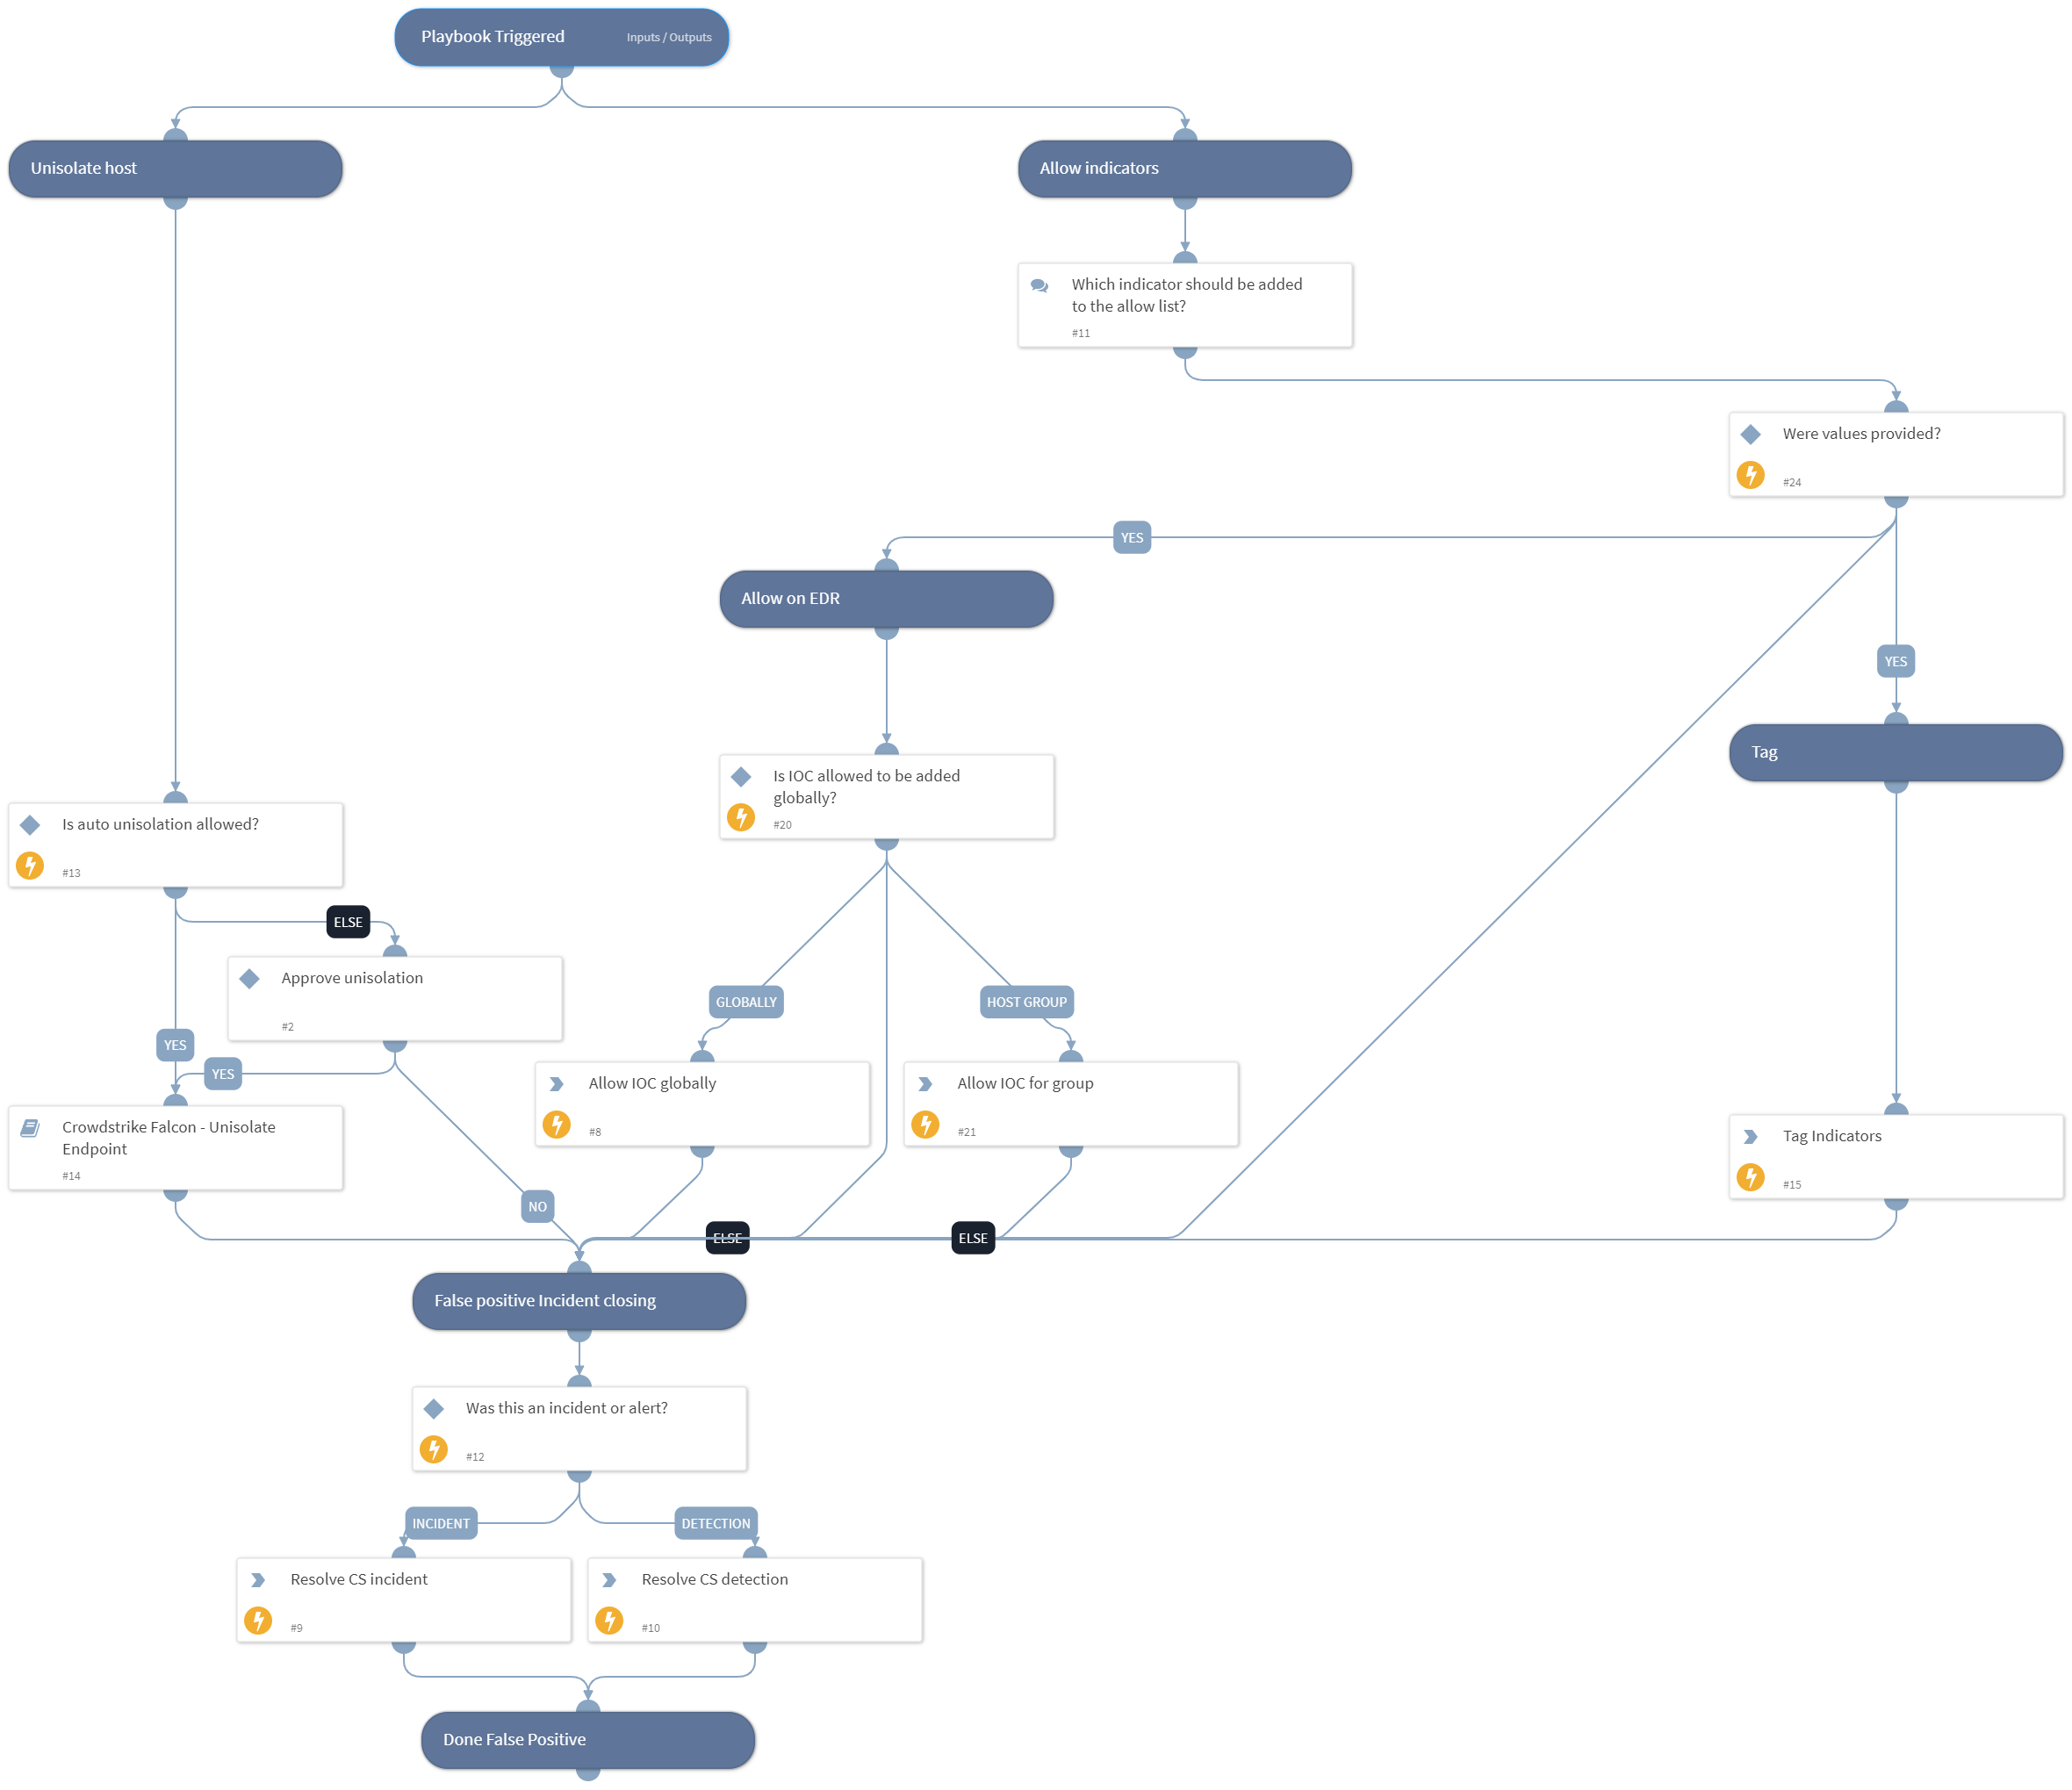 Playbook Triggered
Inputs / Outputs
Unisolate host
Allow indicators
Which indicator should be added
to the allow list?
#11
Were values provided?
#24
YES
Allow on EDR
YES
Tag
Is IOC allowed to be added
globally?
#20
Is auto unisolation allowed?
#13
ELSE
Approve unisolation
#2
GLOBALLY
HOST GROUP
YES
YES
Allow IOC globally
#8
Allow IOC for group
#21
Crowdstrike Falcon - Unisolate
Endpoint
#14
Tag Indicators
#15
NO
ELSE
ELSE
False positive Incident closing
Was this an incident or alert?
#12
INCIDENT
DETECTION
Resolve CS incident
#9
Resolve CS detection
#10
Done False Positive